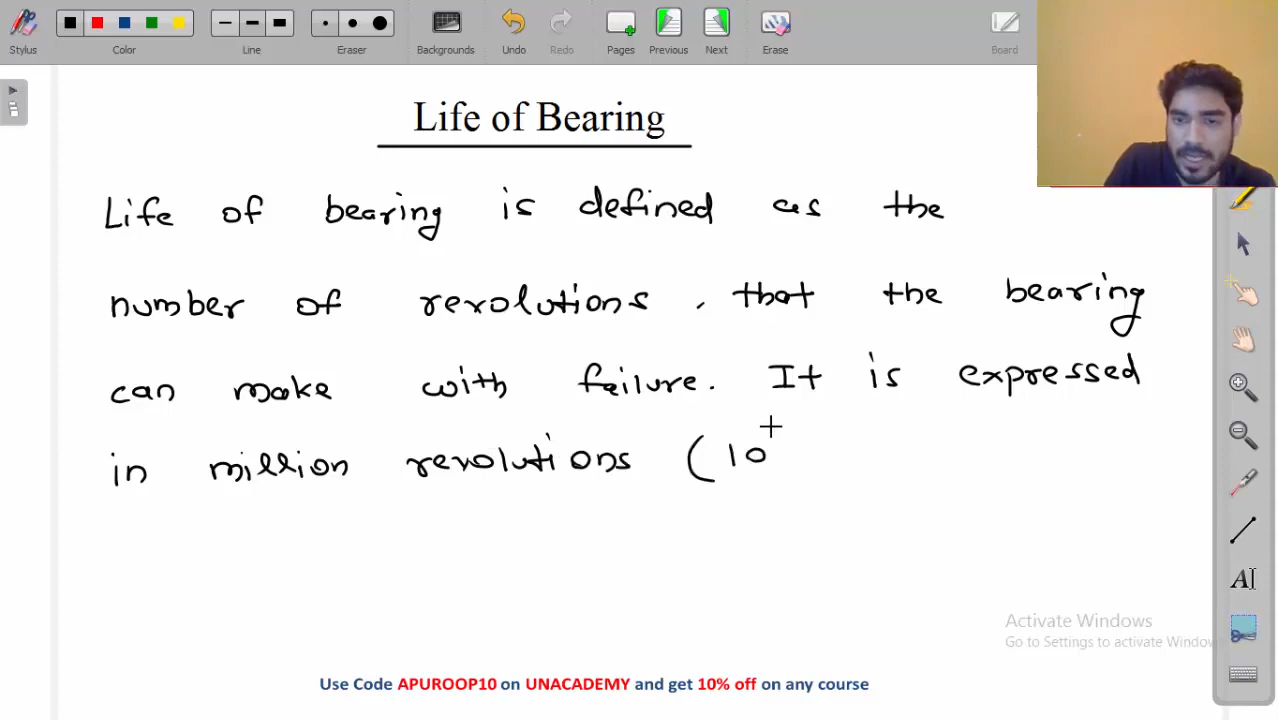 Stylus Color Line Eraser Backgrounds Undo Redo Pages Previous Next Erase Board
Life of Bearing
Life of bearing is defined as the
number of revolutions . that the bearing
can make with failure. It is expressed
in million revolutions (10
AI
Activate Windows
Go to Settings to activate Windows
Use Code APUROOP10 on UNACADEMY and get 10% off on any course